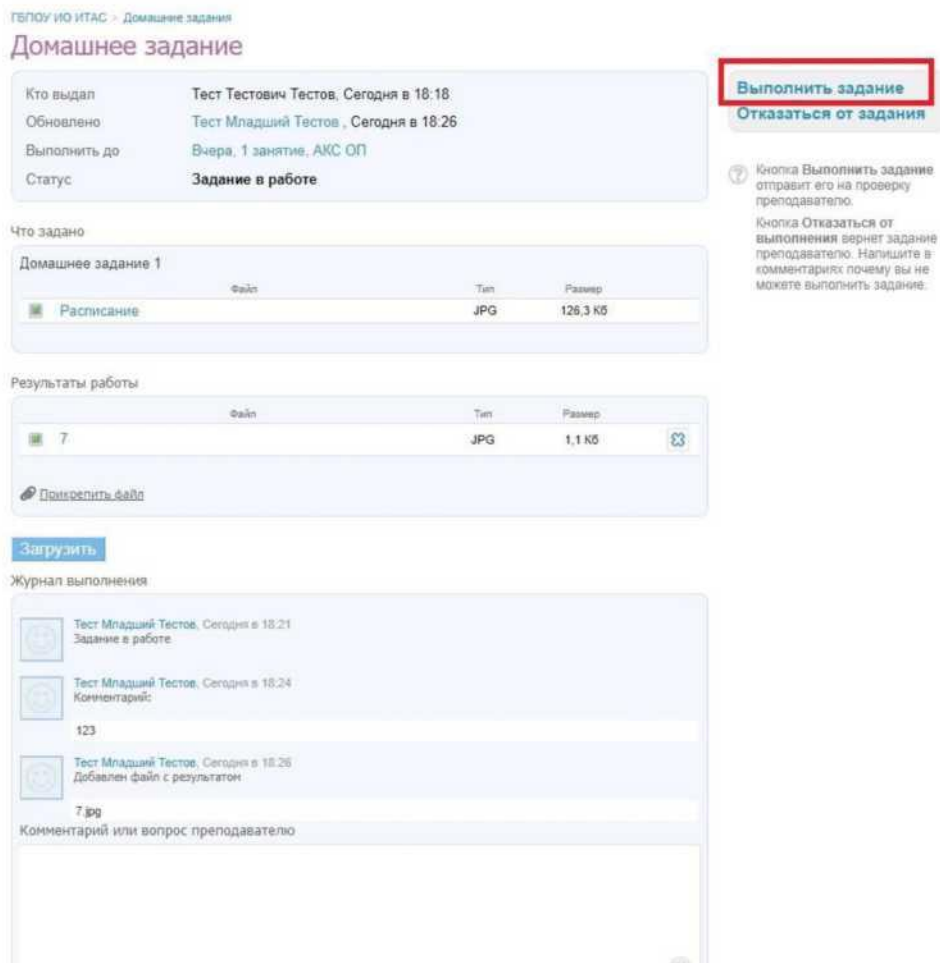 ГБПОУ ИО ИТАС > Домашние задания
Домашнее задание
Кто выдал Тест Тестович Тестов, Сегодня в 18:18
Обновлено Тест Младший Тестов , Сегодня в 18:26
Выполнить до Вчера, 1 занятие, АКС ОП
Статус Задание в работе
Выполнить задание
Отказаться от задания
Кнопка Выполнить задание
отправит его на проверку
преподавателю.
Кнопка Отказаться от
выполнения вернет задание
преподавателю. Напишите в
комментариях почему вы не
можете выполнить задание.
Что задано
Домашнее задание 1
Файл Тип Размер
Расписание JPG 126,3 Кб
Результаты работы
Файл Тип Размер
7 JPG 1,1 Кб
Прикрепить файл
Загрузить
Журнал выполнения
Тест Младший Тестов, Сегодня в 18:21
Задание в работе
Тест Младший Тестов, Сегодня в 18:24
Комментарий:
123
Тест Младший Тестов, Сегодня в 18:26
Добавлен файл с результатом
7.jpg
Комментарий или вопрос преподавателю